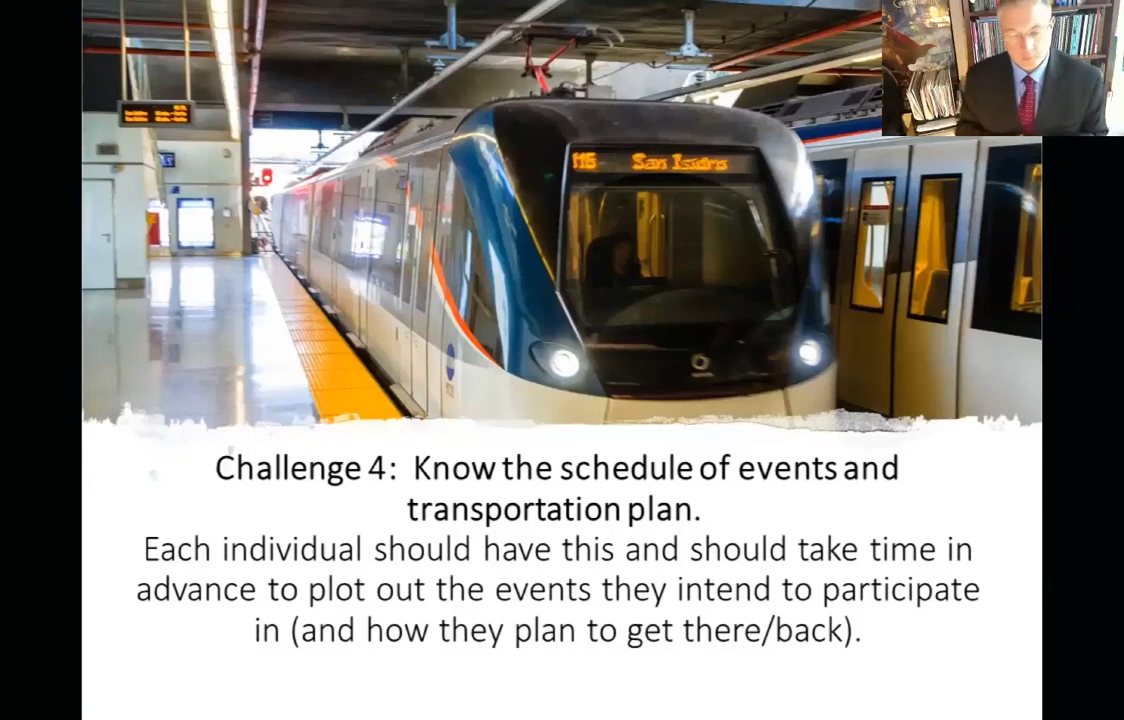 San Isidro
Challenge 4: Know the schedule of events and
transportation plan.
Each individual should have this and should take time in
advance to plot out the events they intend to participate
in (and how they plan to get there/back).